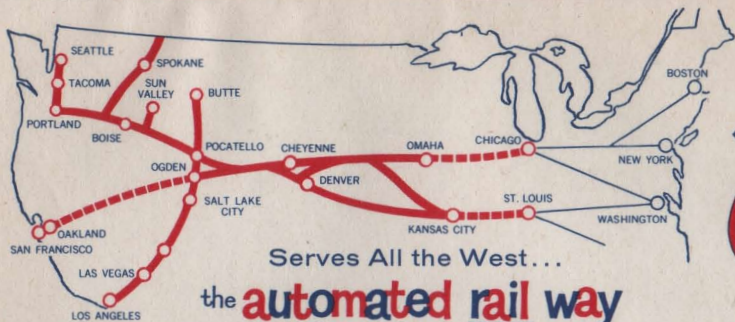 SEATTLE
TACOMA
PORTLAND
SPOKANE
SUN
VALLEY
BOISE
BUTTE
POCATELLO
OGDEN
SALT LAKE
CITY
CHEYENNE
DENVER
OMAHA
CHICAGO
BOSTON
NEW YORK
WASHINGTON
ST. LOUIS
KANSAS CITY
OAKLAND
SAN FRANCISCO
LAS VEGAS
LOS ANGELES
Serves All the West...
the automated rail way